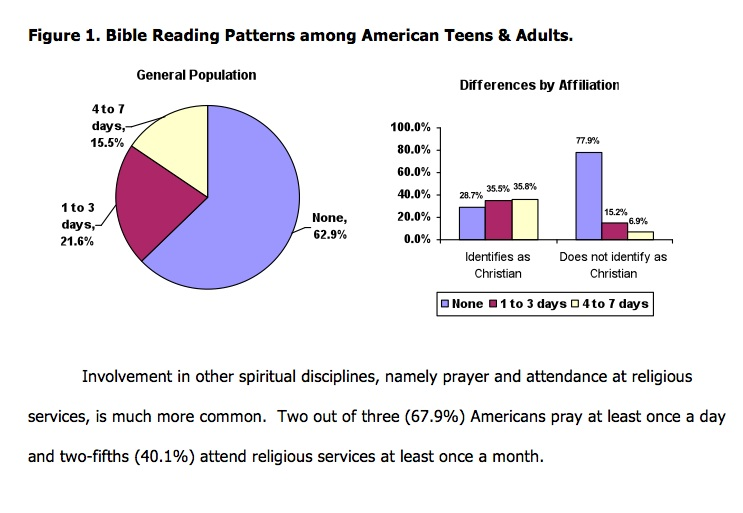 Figure 1. Bible Reading Patterns among American Teens & Adults.
General Population
4 to 7
days,
15.5%
1 to 3
days,
21.6%
None,
62.9%
Differences by Affiliation
100.0%
80.0%
60.0%
40.0%
20.0%
0.0%
28.7%
35.5%
35.8%
77.9%
15.2%
6.9%
Identifies as
Christian
Does not identify as
Christian
None 1 to 3 days 4 to 7 days
Involvement in other spiritual disciplines, namely prayer and attendance at religious
services, is much more common. Two out of three (67.9%) Americans pray at least once a day
and two-fifths (40.1%) attend religious services at least once a month.